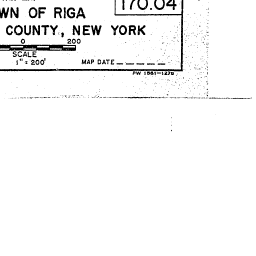 170.04
WN OF RIGA
COUNTY, NEW YORK
0 200
SCALE
1" = 200'
MAP DATE